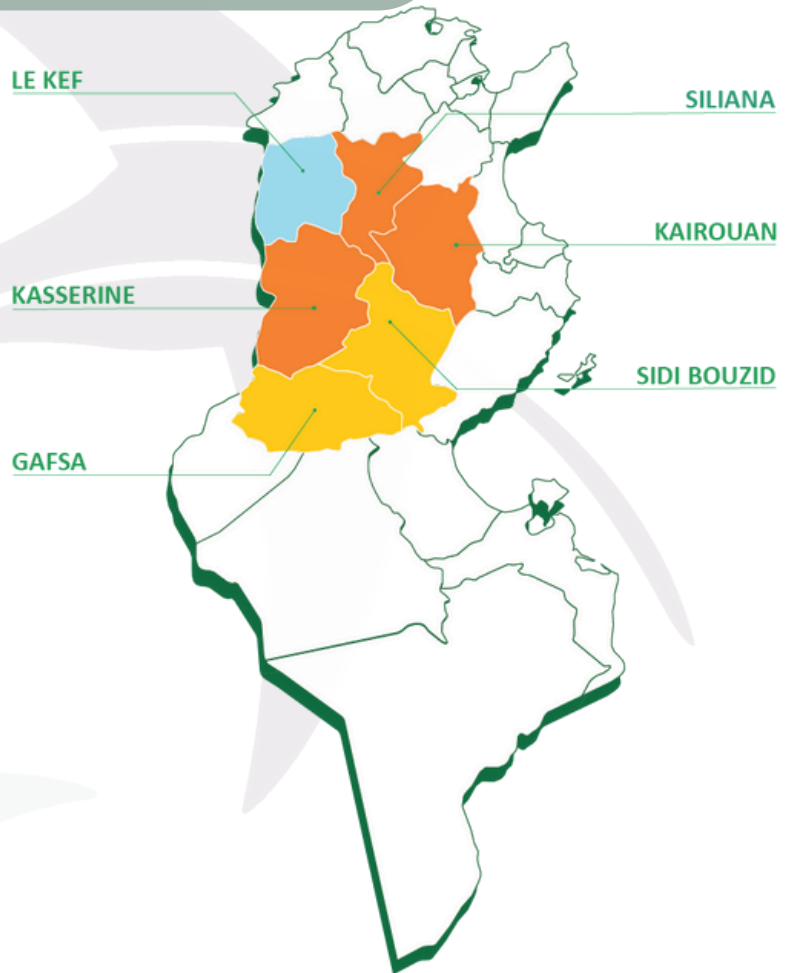 LE KEF
SILIANA
KAIROUAN
KASSERINE
SIDI BOUZID
GAFSA